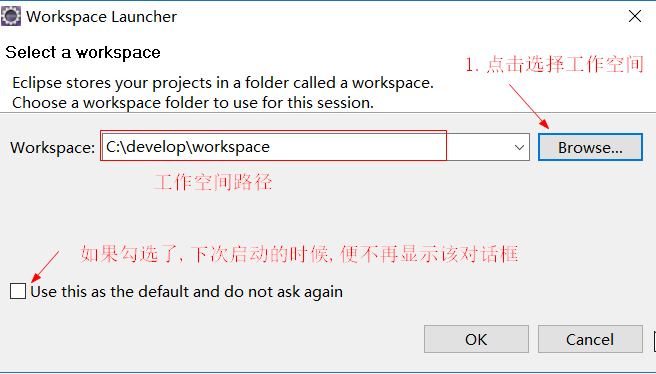 Workspace Launcher
Select a workspace
Eclipse stores your projects in a folder called a workspace.
Choose a workspace folder to use for this session.
1. 点击选择工作空间
Workspace: C:\develop\workspace Browse...
工作空间路径
如果勾选了, 下次启动的时候, 便不再显示该对话框
Use this as the default and do not ask again
OK Cancel